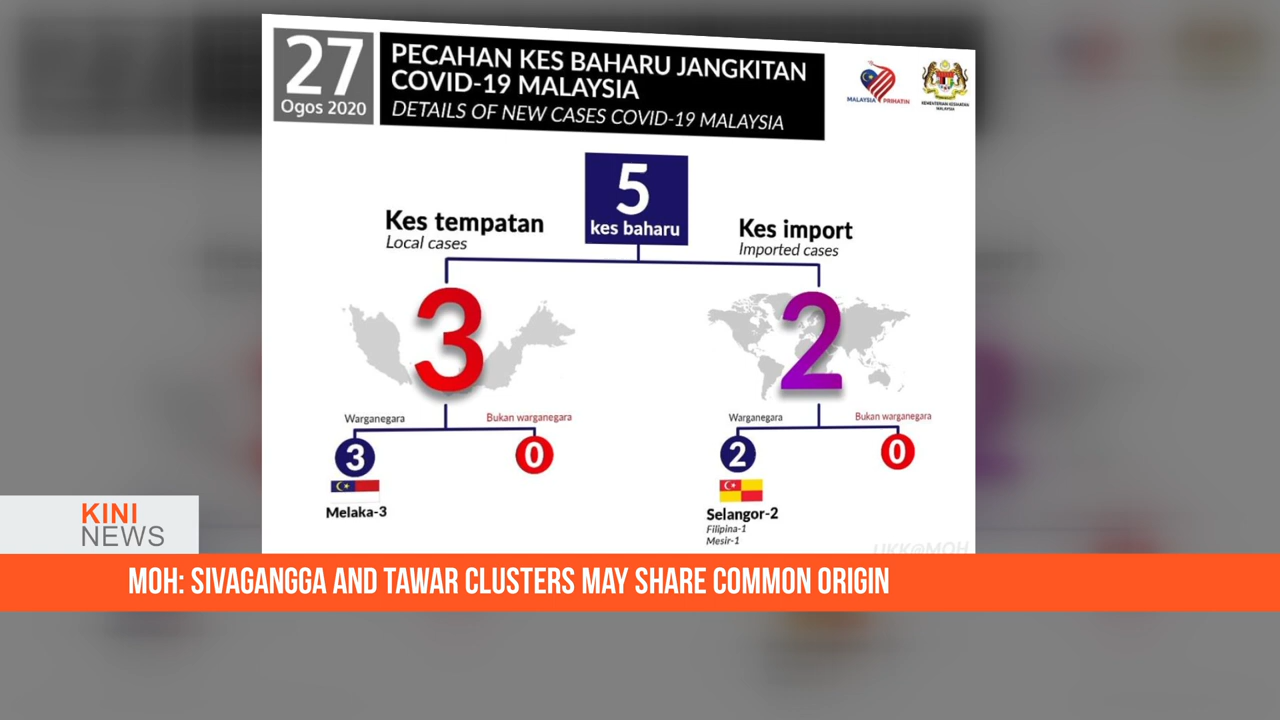 27
Ogos 2020
PECAHAN KES BAHARU JANGKITAN
COVID-19 MALAYSIA
DETAILS OF NEW CASES COVID-19 MALAYSIA
MALAYSIA PRIHATIN
KEMENTERIAN KESIHATAN
MALAYSIA
5
kes baharu
Kes tempatan
Local cases
Kes import
Imported cases
3
2
Warganegara
Bukan warganegara
Warganegara
Bukan warganegara
3
0
2
0
Melaka-3
Selangor-2
Filipina-1
Mesir-1
UKK@MOH
KINI
NEWS
MOH: SIVAGANGGA AND TAWAR CLUSTERS MAY SHARE COMMON ORIGIN